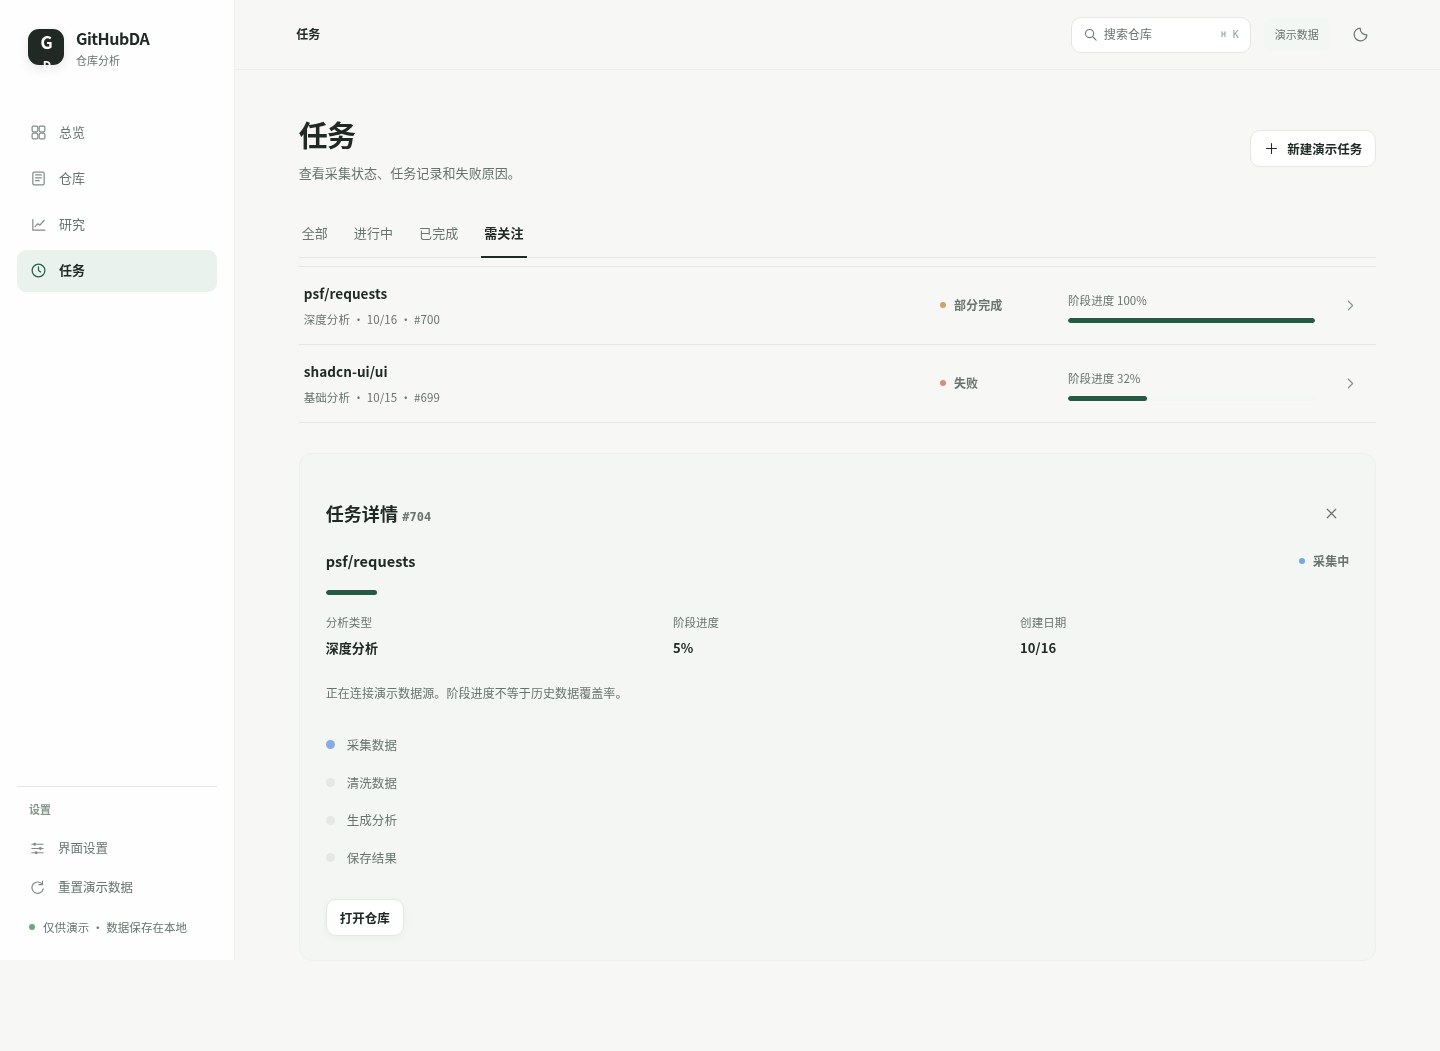 GitHubDA
仓库分析
G
D
总览
仓库
研究
任务
设置
界面设置
重置演示数据
仅供演示 · 数据保存在本地
任务
搜索仓库
⌘ K
演示数据
任务
查看采集状态、任务记录和失败原因。
新建演示任务
全部 进行中 已完成 需关注
psf/requests
深度分析 · 10/16 · #700
部分完成
阶段进度 100%
shadcn-ui/ui
基础分析 · 10/15 · #699
失败
阶段进度 32%
任务详情 #704
psf/requests
采集中
分析类型
深度分析
阶段进度
5%
创建日期
10/16
正在连接演示数据源。阶段进度不等于历史数据覆盖率。
采集数据
清洗数据
生成分析
保存结果
打开仓库